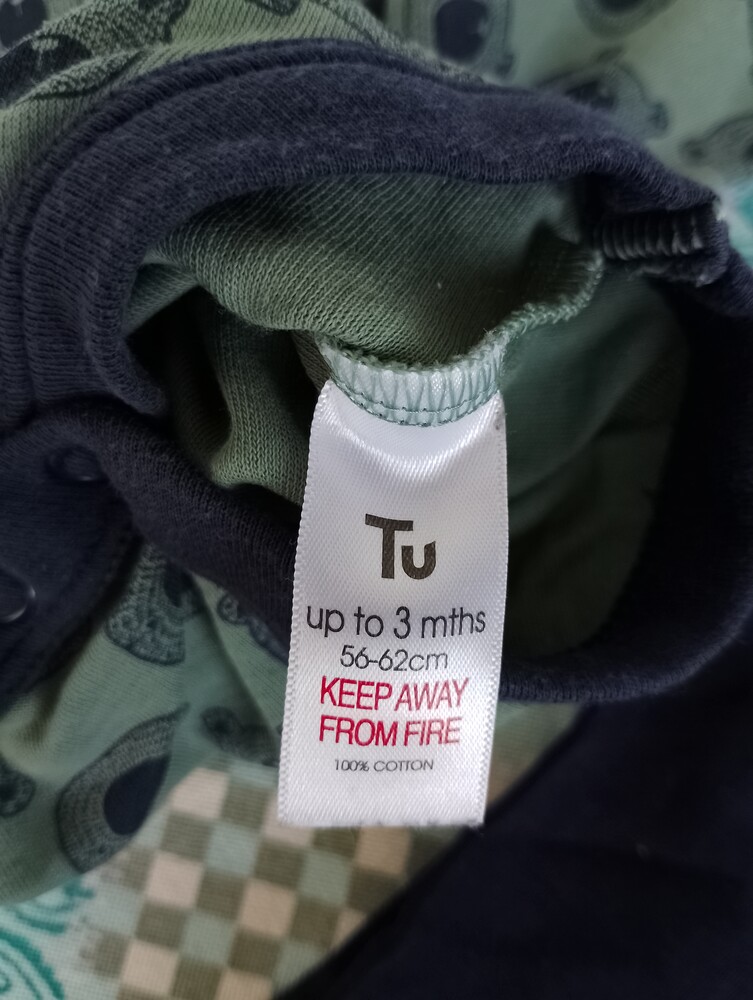 Tu
up to 3 mths
56-62cm
KEEP AWAY
FROM FIRE
100% COTTON